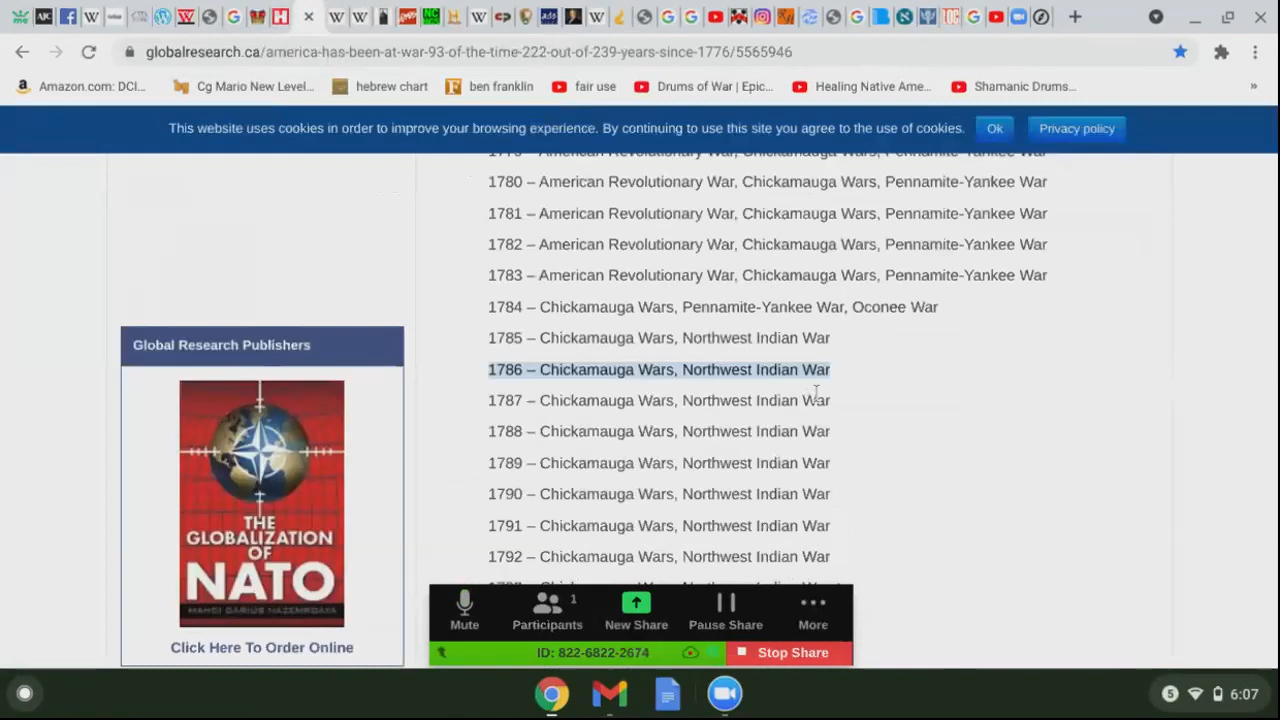 globalresearch.ca/america-has-been-at-war-93-of-the-time-222-out-of-239-years-since-1776/5565946
Amazon.com: DCI... Cg Mario New Level... hebrew chart ben franklin fair use Drums of War | Epic... Healing Native Ame... Shamanic Drums... »
This website uses cookies in order to improve your browsing experience. By continuing to use this site you agree to the use of cookies. Ok Privacy policy
1780 – American Revolutionary War, Chickamauga Wars, Pennamite-Yankee War
1781 – American Revolutionary War, Chickamauga Wars, Pennamite-Yankee War
1782 – American Revolutionary War, Chickamauga Wars, Pennamite-Yankee War
1783 – American Revolutionary War, Chickamauga Wars, Pennamite-Yankee War
1784 – Chickamauga Wars, Pennamite-Yankee War, Oconee War
1785 – Chickamauga Wars, Northwest Indian War
1786 – Chickamauga Wars, Northwest Indian War
1787 – Chickamauga Wars, Northwest Indian War
1788 – Chickamauga Wars, Northwest Indian War
1789 – Chickamauga Wars, Northwest Indian War
1790 – Chickamauga Wars, Northwest Indian War
1791 – Chickamauga Wars, Northwest Indian War
1792 – Chickamauga Wars, Northwest Indian War
Global Research Publishers
THE
GLOBALIZATION
OF
NATO
MAHDI DARIUS NAZEMROAYA
Click Here To Order Online
1
Mute Participants New Share Pause Share More
ID: 822-6822-2674 Stop Share
5 6:07